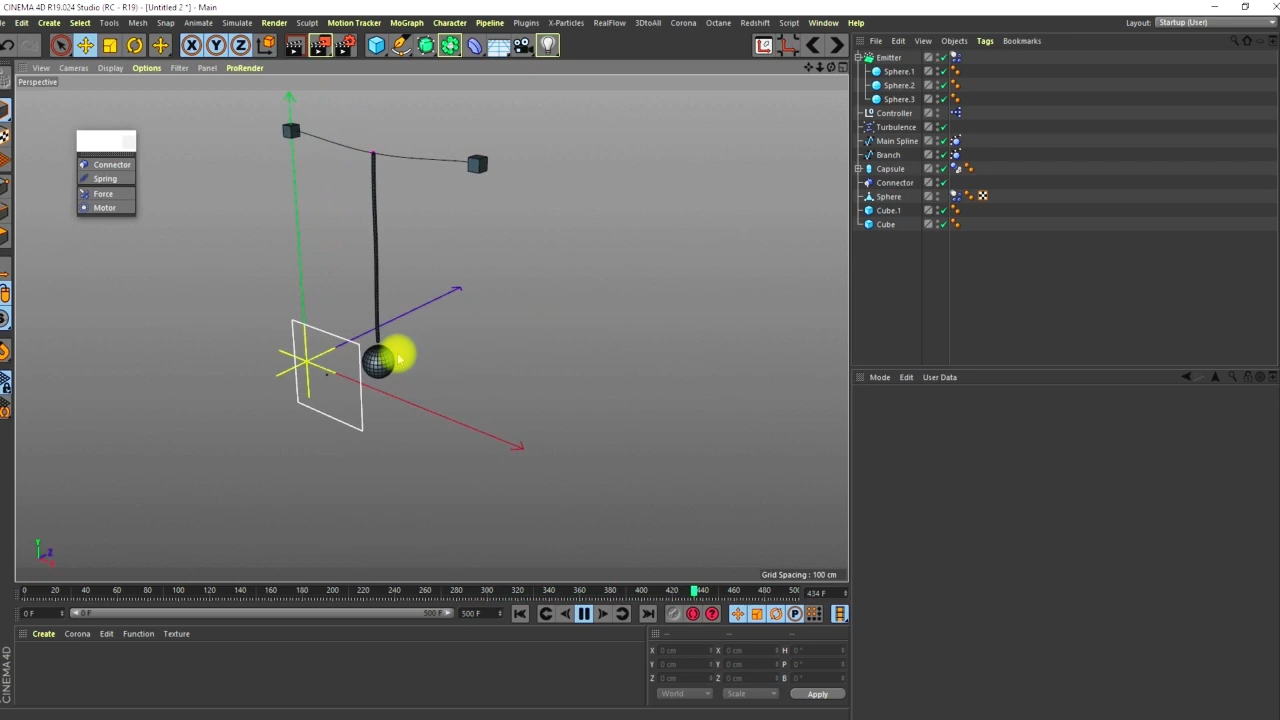 CINEMA 4D R19.024 Studio (RC - R19) - [Untitled 2 *] - Main
Edit Create Select Tools Mesh Snap Animate Simulate Render Sculpt Motion Tracker MoGraph Character Pipeline Plugins X-Particles RealFlow 3DtoAll Corona Octane Redshift Script Window Help
Layout: Startup (User)
X Y Z
View Cameras Display Options Filter Panel ProRender
Perspective
Connector
Spring
Force
Motor
Y
Z
X
Grid Spacing : 100 cm
File Edit View Objects Tags Bookmarks
Emitter
Sphere.1
Sphere.2
Sphere.3
Controller
Turbulence
Main Spline
Branch
Capsule
Connector
Sphere
Cube.1
Cube
Mode Edit User Data
0 20 40 60 80 100 120 140 160 180 200 220 240 260 280 300 320 340 360 380 400 420 440 460 480 500
434 F
0 F 0 F 500 F 500 F
P
Create Corona Edit Function Texture
-- -- --
X 0 cm X 0 cm H 0 °
Y 0 cm Y 0 cm P 0 °
Z 0 cm Z 0 cm B 0 °
World Scale Apply
CINEMA 4D